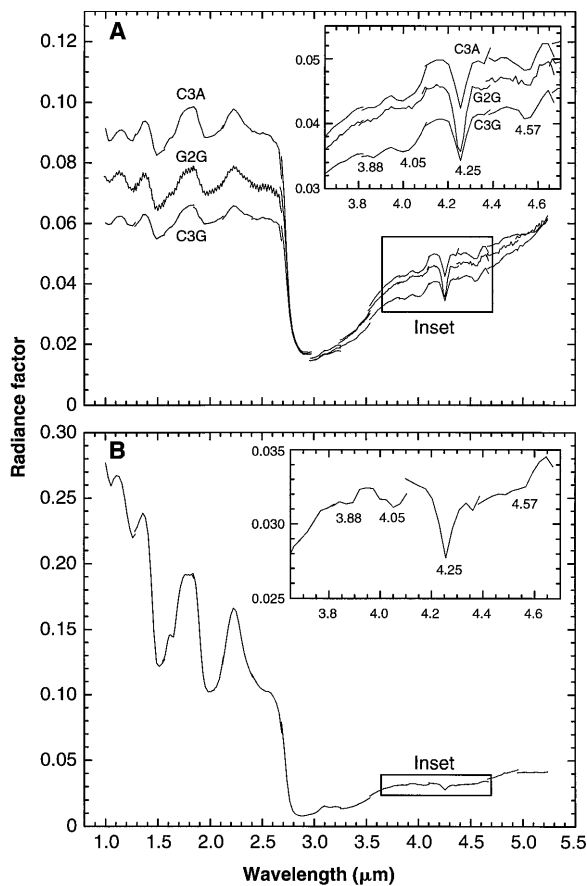 A
0.13
0.12
0.10
0.08
0.06
0.04
0.02
0
C3A
G2G
C3G
Inset
0.05
0.04
0.03
C3A
G2G
C3G
3.88
4.05
4.25
4.57
3.8 4.0 4.2 4.4 4.6
Radiance factor
B
0.30
0.25
0.20
0.15
0.10
0.05
0
0.035
0.030
0.025
3.88
4.05
4.25
4.57
3.8 4.0 4.2 4.4 4.6
Inset
1.0 1.5 2.0 2.5 3.0 3.5 4.0 4.5 5.0 5.5
Wavelength (μm)